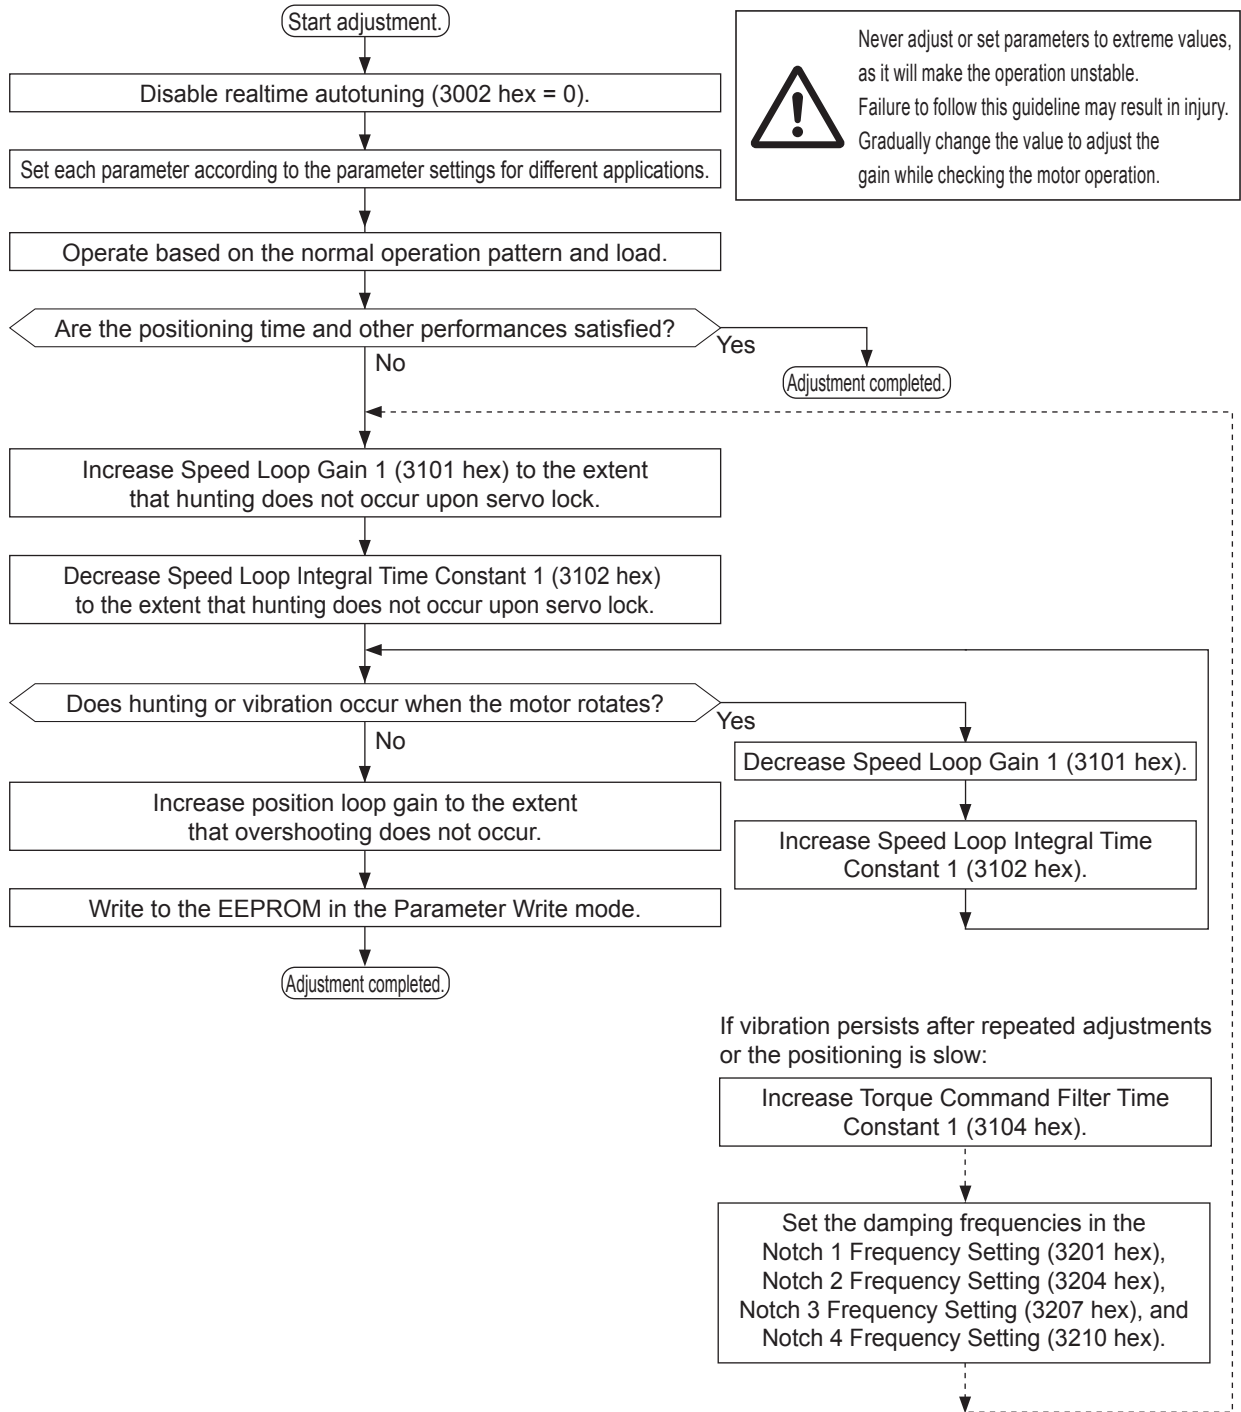 Start adjustment.
Never adjust or set parameters to extreme values,
as it will make the operation unstable.
Failure to follow this guideline may result in injury.
Gradually change the value to adjust the
gain while checking the motor operation.
Disable realtime autotuning (3002 hex = 0).
Set each parameter according to the parameter settings for different applications.
Operate based on the normal operation pattern and load.
Are the positioning time and other performances satisfied?
Yes
No
Adjustment completed.
Increase Speed Loop Gain 1 (3101 hex) to the extent
that hunting does not occur upon servo lock.
Decrease Speed Loop Integral Time Constant 1 (3102 hex)
to the extent that hunting does not occur upon servo lock.
Does hunting or vibration occur when the motor rotates?
Yes
No
Decrease Speed Loop Gain 1 (3101 hex).
Increase Speed Loop Integral Time
Constant 1 (3102 hex).
Increase position loop gain to the extent
that overshooting does not occur.
Write to the EEPROM in the Parameter Write mode.
Adjustment completed.
If vibration persists after repeated adjustments
or the positioning is slow:
Increase Torque Command Filter Time
Constant 1 (3104 hex).
Set the damping frequencies in the
Notch 1 Frequency Setting (3201 hex),
Notch 2 Frequency Setting (3204 hex),
Notch 3 Frequency Setting (3207 hex), and
Notch 4 Frequency Setting (3210 hex).